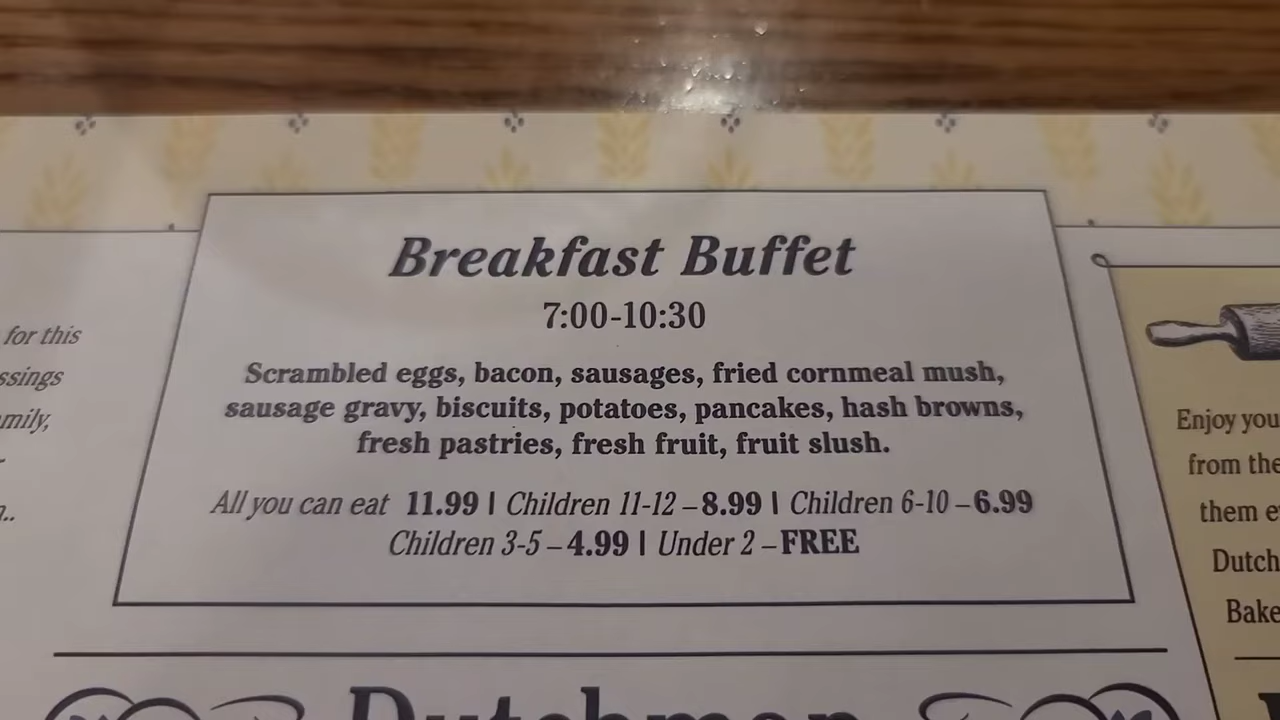 Breakfast Buffet
7:00-10:30
Scrambled eggs, bacon, sausages, fried cornmeal mush,
sausage gravy, biscuits, potatoes, pancakes, hash browns,
fresh pastries, fresh fruit, fruit slush.
All you can eat 11.99 | Children 11-12 – 8.99 | Children 6-10 – 6.99
Children 3-5 – 4.99 | Under 2 – FREE
for this
Enjoy you
from the
them e
Dutch
Bake
Dutchman